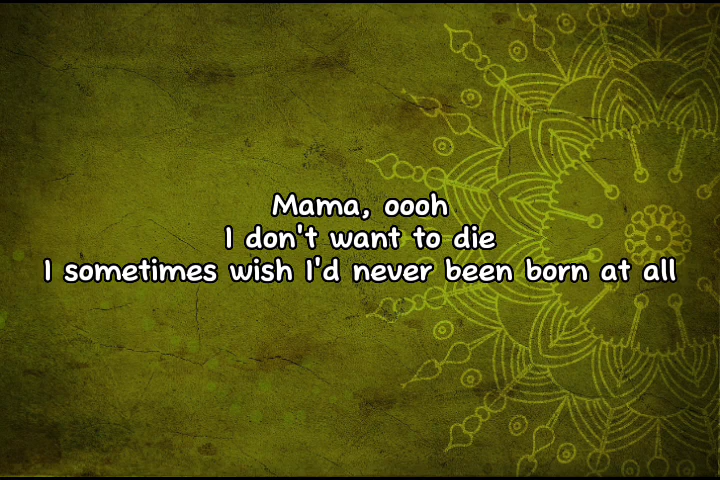 Mama, oooh
I don't want to die
I sometimes wish I'd never been born at all